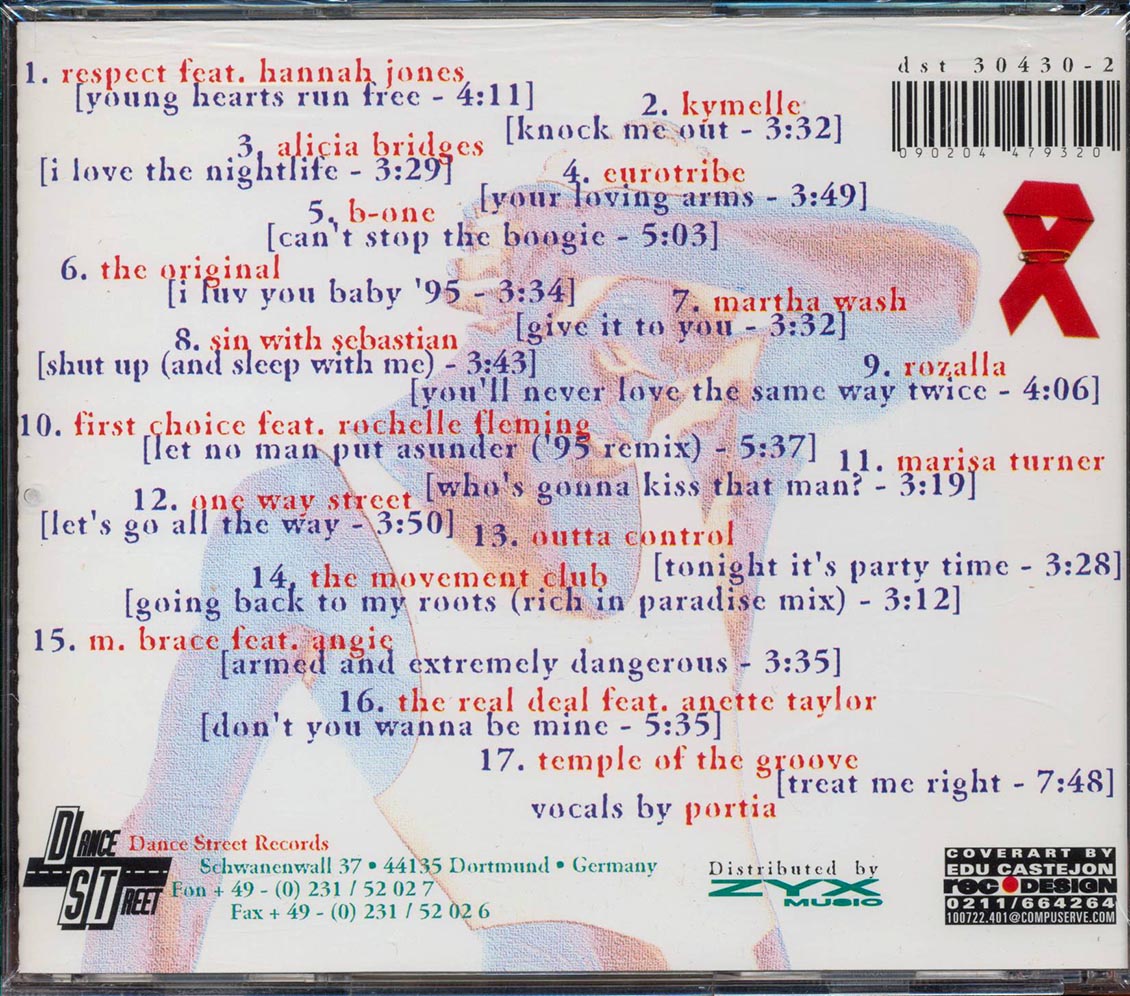 1. respect feat. hannah jones
[young hearts run free - 4:11]
dst 30430-2
090204 479320
2. kymelle
[knock me out - 3:32]
3. alicia bridges
[i love the nightlife - 3:29]
4. eurotribe
[your loving arms - 3:49]
5. b-one
[can't stop the boogie - 5:03]
6. the original
[i luv you baby '95 - 3:34]
7. martha wash
[give it to you - 3:32]
8. sin with sebastian
[shut up (and sleep with me) - 3:43]
9. rozalla
[you'll never love the same way twice - 4:06]
10. first choice feat. rochelle fleming
[let no man put asunder ('95 remix) - 5:37]
11. marisa turner
[who's gonna kiss that man? - 3:19]
12. one way street
[let's go all the way - 3:50]
13. outta control
[tonight it's party time - 3:28]
14. the movement club
[going back to my roots (rich in paradise mix) - 3:12]
15. m. brace feat. angie
[armed and extremely dangerous - 3:35]
16. the real deal feat. anette taylor
[don't you wanna be mine - 5:35]
17. temple of the groove
[treat me right - 7:48]
vocals by portia
DANCE
STREET
Dance Street Records
Schwanenwall 37 • 44135 Dortmund • Germany
Fon + 49 - (0) 231 / 52 02 7
Fax + 49 - (0) 231 / 52 02 6
Distributed by
ZYX
MUSIC
COVERART BY
EDU CASTEJON
roc DESIGN
0211/664264
100722.401@COMPUSERVE.COM